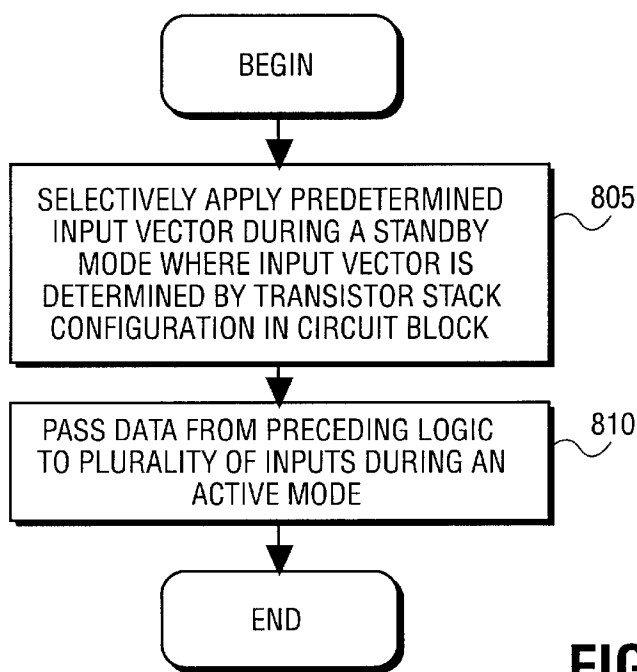 BEGIN
SELECTIVELY APPLY PREDETERMINED
INPUT VECTOR DURING A STANDBY
MODE WHERE INPUT VECTOR IS
DETERMINED BY TRANSISTOR STACK
CONFIGURATION IN CIRCUIT BLOCK
805
PASS DATA FROM PRECEDING LOGIC
TO PLURALITY OF INPUTS DURING AN
ACTIVE MODE
810
END
FIG